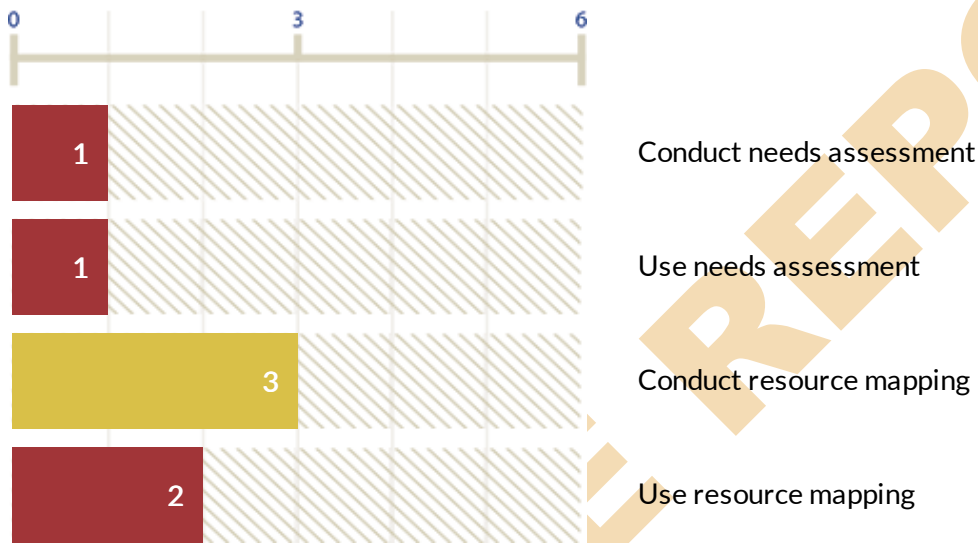 0 3 6
1 Conduct needs assessment
1 Use needs assessment
3 Conduct resource mapping
2 Use resource mapping
E REP